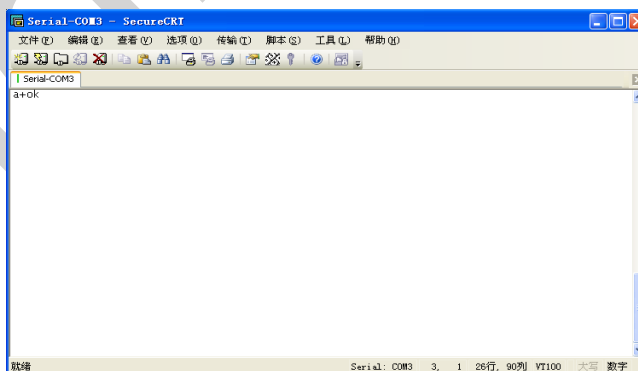 Serial-COM3 - SecureCRT
文件(F) 编辑(E) 查看(V) 选项(O) 传输(T) 脚本(S) 工具(L) 帮助(H)
Serial-COM3
a+ok
就绪 Serial: COM3 3, 1 26行, 90列 VT100 大写 数字